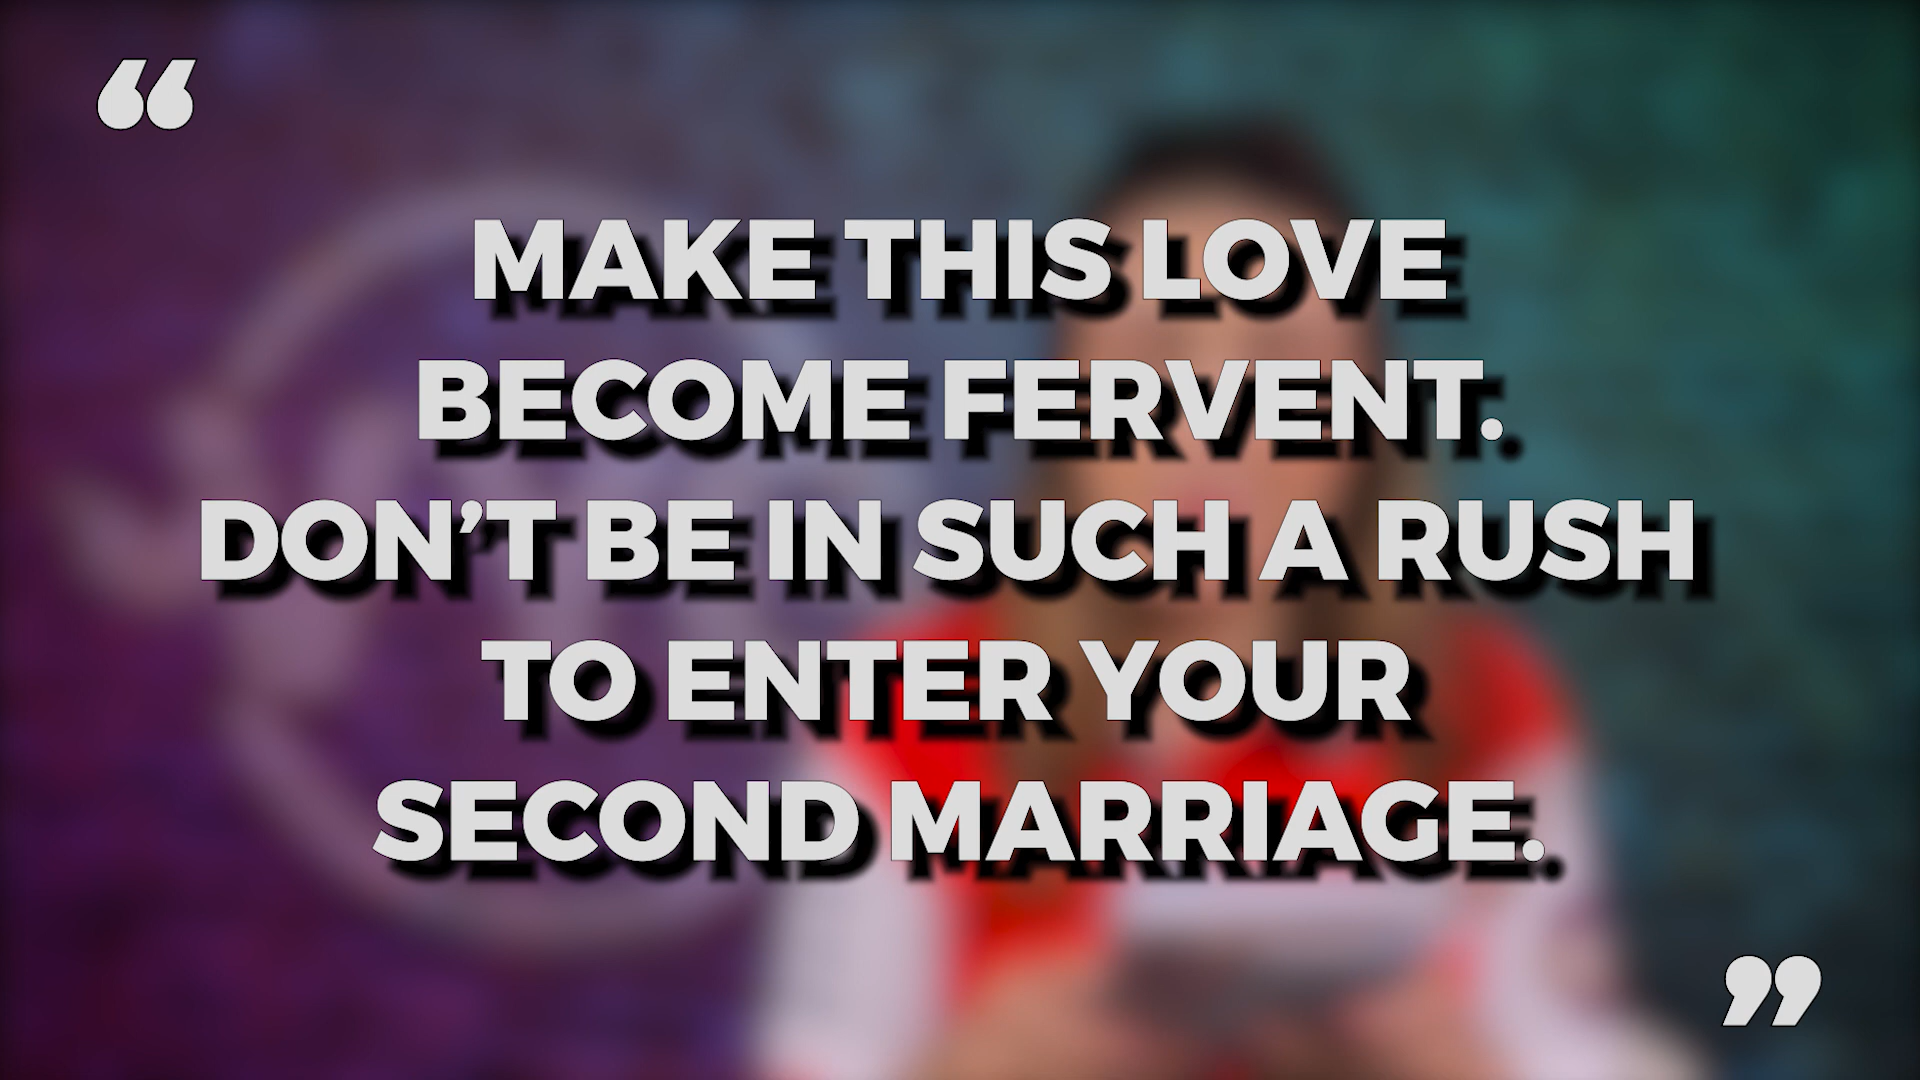 “
MAKE THIS LOVE
BECOME FERVENT.
DON’T BE IN SUCH A RUSH
TO ENTER YOUR
SECOND MARRIAGE.
”